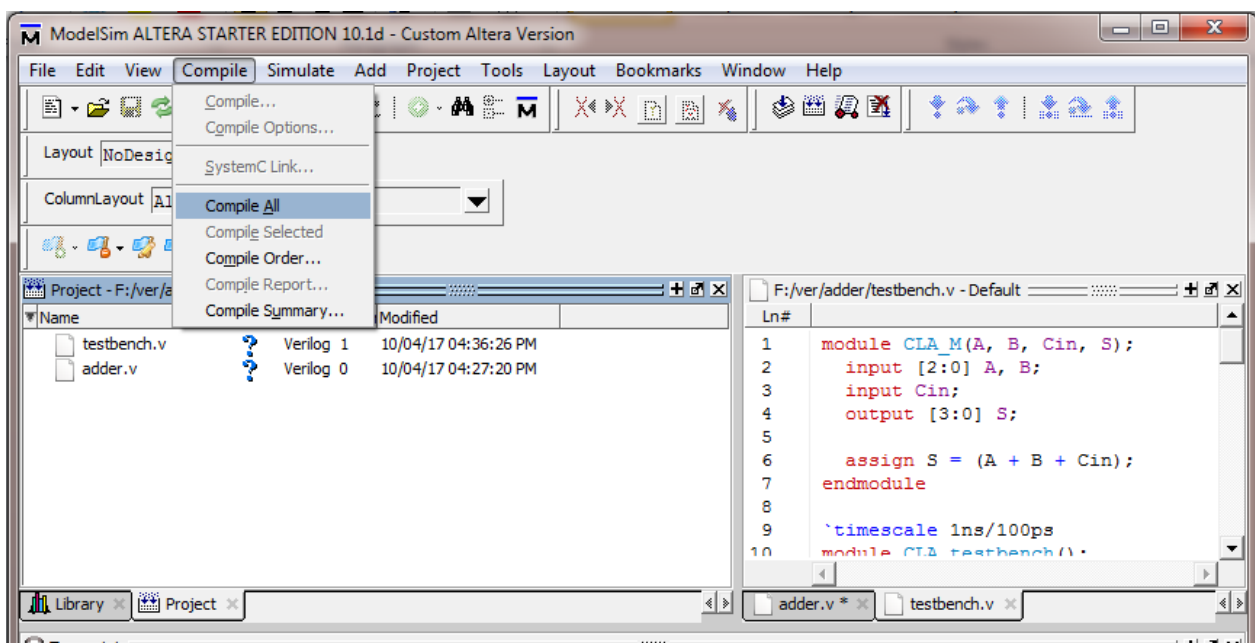 ModelSim ALTERA STARTER EDITION 10.1d - Custom Altera Version
File Edit View Compile Simulate Add Project Tools Layout Bookmarks Window Help
Compile...
Compile Options...
SystemC Link...
Compile All
Compile Selected
Compile Order...
Compile Report...
Compile Summary...
Layout NoDesig
ColumnLayout Al
Project - F:/ver/a
Name Modified
testbench.v Verilog 1 10/04/17 04:36:26 PM
adder.v Verilog 0 10/04/17 04:27:20 PM
Library Project
F:/ver/adder/testbench.v - Default
Ln#
1 module CLA_M(A, B, Cin, S);
2 input [2:0] A, B;
3 input Cin;
4 output [3:0] S;
5
6 assign S = (A + B + Cin);
7 endmodule
8
9 `timescale 1ns/100ps
10 module CLA_testbench();
adder.v * testbench.v